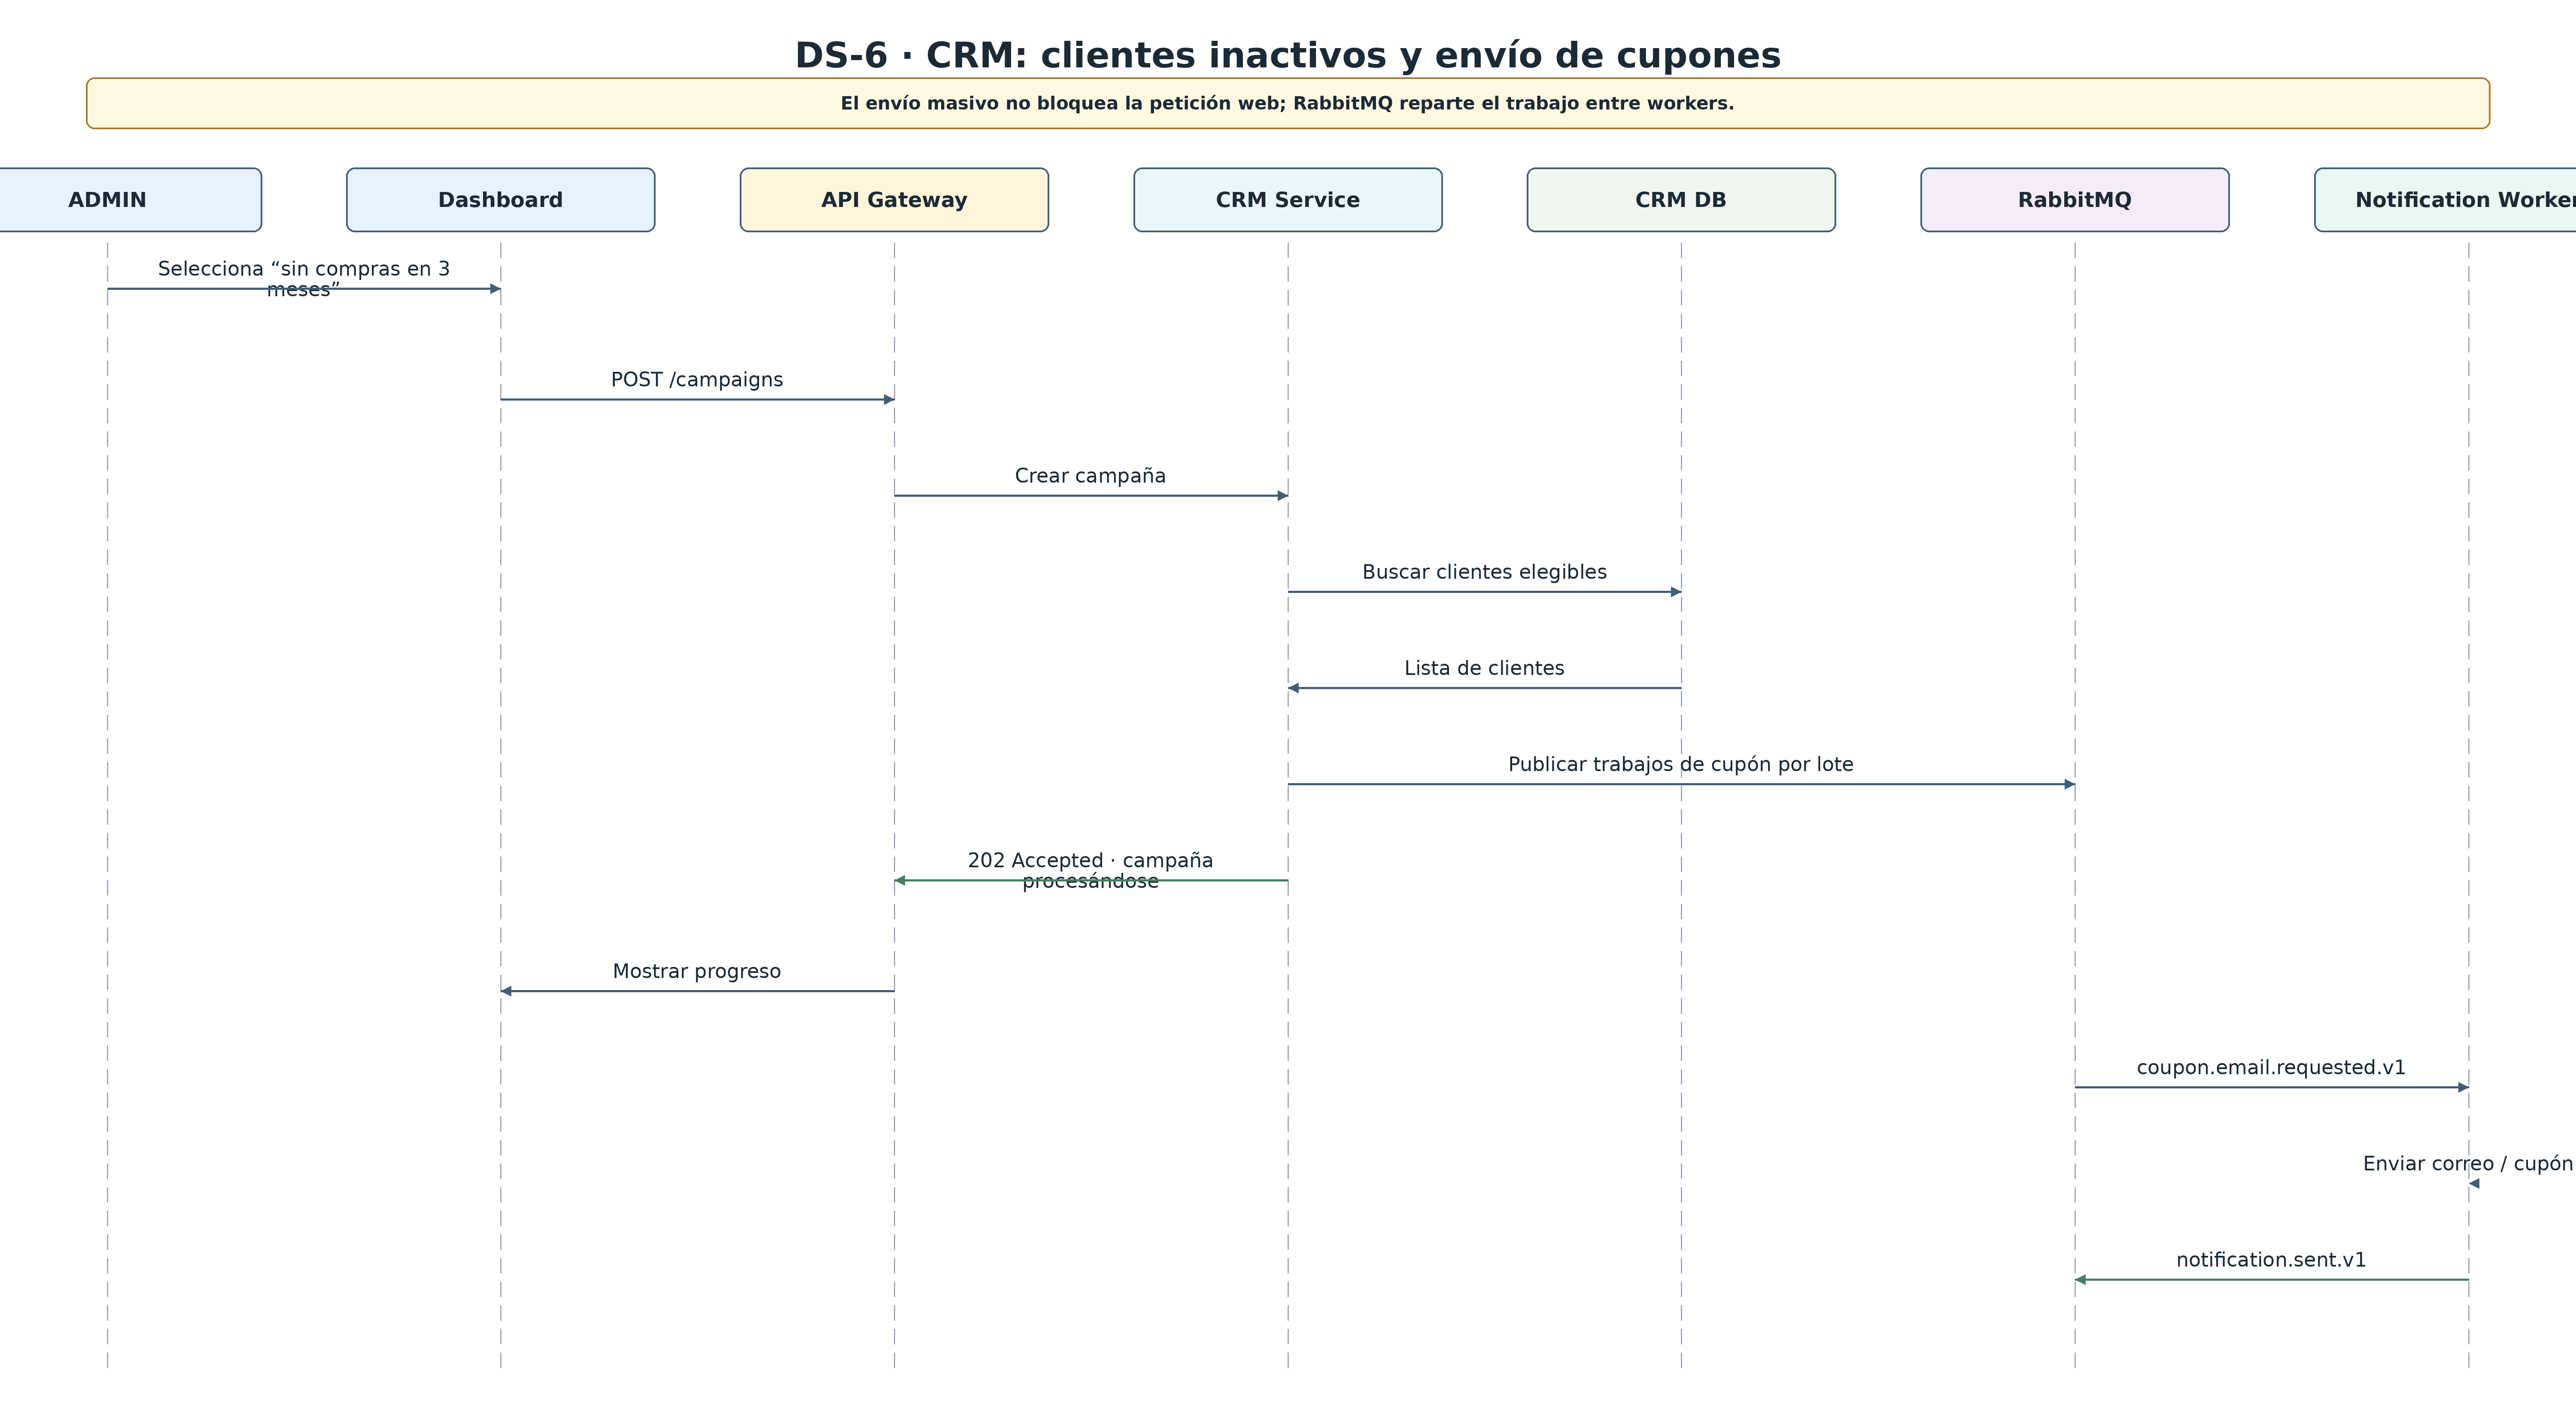 DS-6 · CRM: clientes inactivos y envío de cupones
El envío masivo no bloquea la petición web; RabbitMQ reparte el trabajo entre workers.
ADMIN
Dashboard
API Gateway
CRM Service
CRM DB
RabbitMQ
Notification Worker
Selecciona “sin compras en 3
meses”
POST /campaigns
Crear campaña
Buscar clientes elegibles
Lista de clientes
Publicar trabajos de cupón por lote
202 Accepted · campaña
procesándose
Mostrar progreso
coupon.email.requested.v1
Enviar correo / cupón
notification.sent.v1